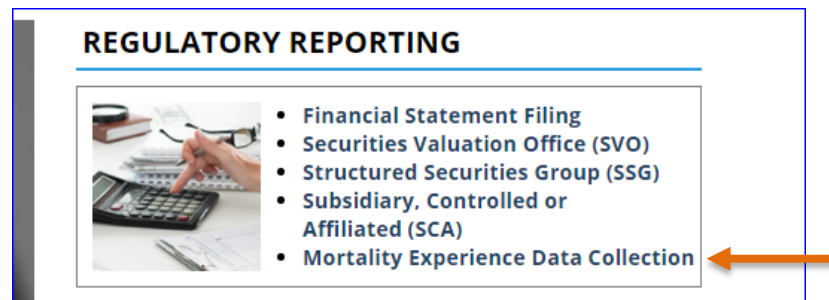 REGULATORY REPORTING
• Financial Statement Filing
• Securities Valuation Office (SVO)
• Structured Securities Group (SSG)
• Subsidiary, Controlled or
Affiliated (SCA)
• Mortality Experience Data Collection